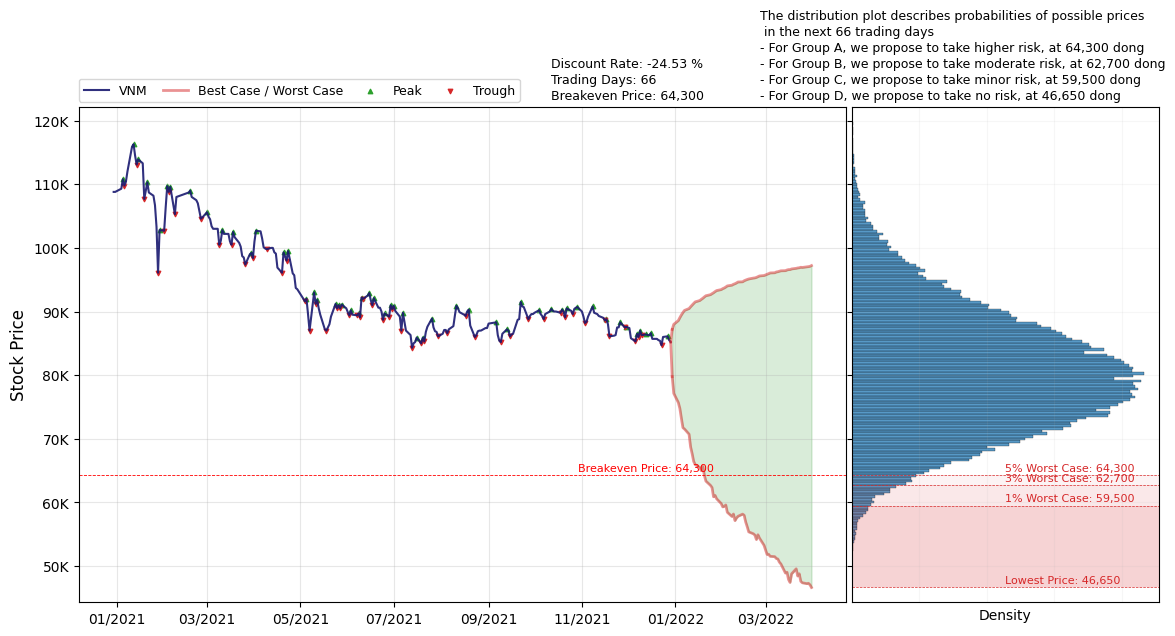 The distribution plot describes probabilities of possible prices
in the next 66 trading days
- For Group A, we propose to take higher risk, at 64,300 dong
- For Group B, we propose to take moderate risk, at 62,700 dong
- For Group C, we propose to take minor risk, at 59,500 dong
- For Group D, we propose to take no risk, at 46,650 dong
Discount Rate: -24.53 %
Trading Days: 66
Breakeven Price: 64,300
VNM Best Case / Worst Case Peak Trough
120K
110K
100K
90K
80K
70K
60K
50K
Stock Price
Breakeven Price: 64,300
5% Worst Case: 64,300
3% Worst Case: 62,700
1% Worst Case: 59,500
Lowest Price: 46,650
01/2021 03/2021 05/2021 07/2021 09/2021 11/2021 01/2022 03/2022
Density